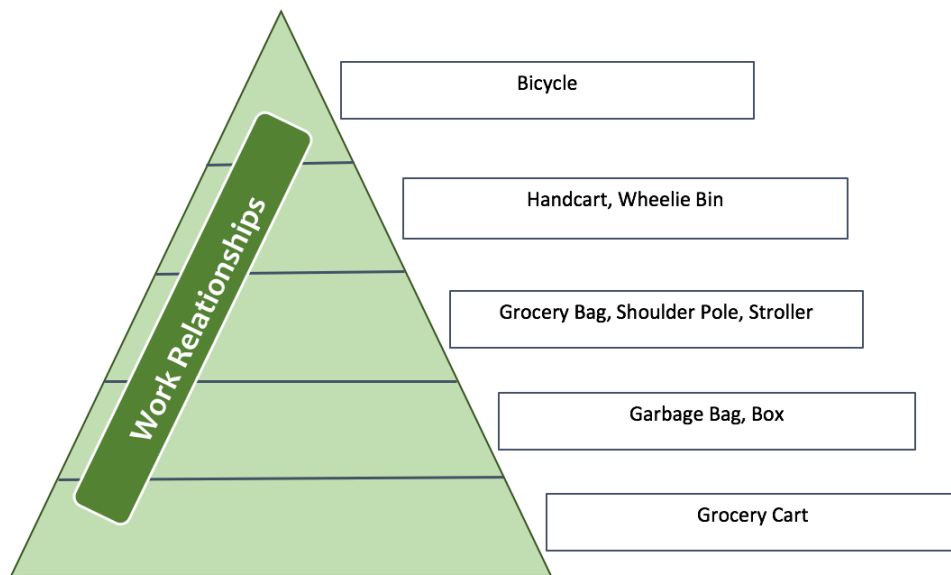 Bicycle
Work Relationships
Handcart, Wheelie Bin
Grocery Bag, Shoulder Pole, Stroller
Garbage Bag, Box
Grocery Cart